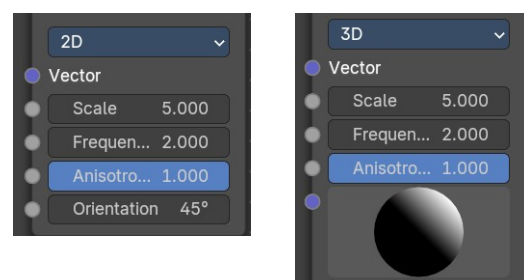 2D
Vector
Scale 5.000
Frequen... 2.000
Anisotro... 1.000
Orientation 45°
3D
Vector
Scale 5.000
Frequen... 2.000
Anisotro... 1.000